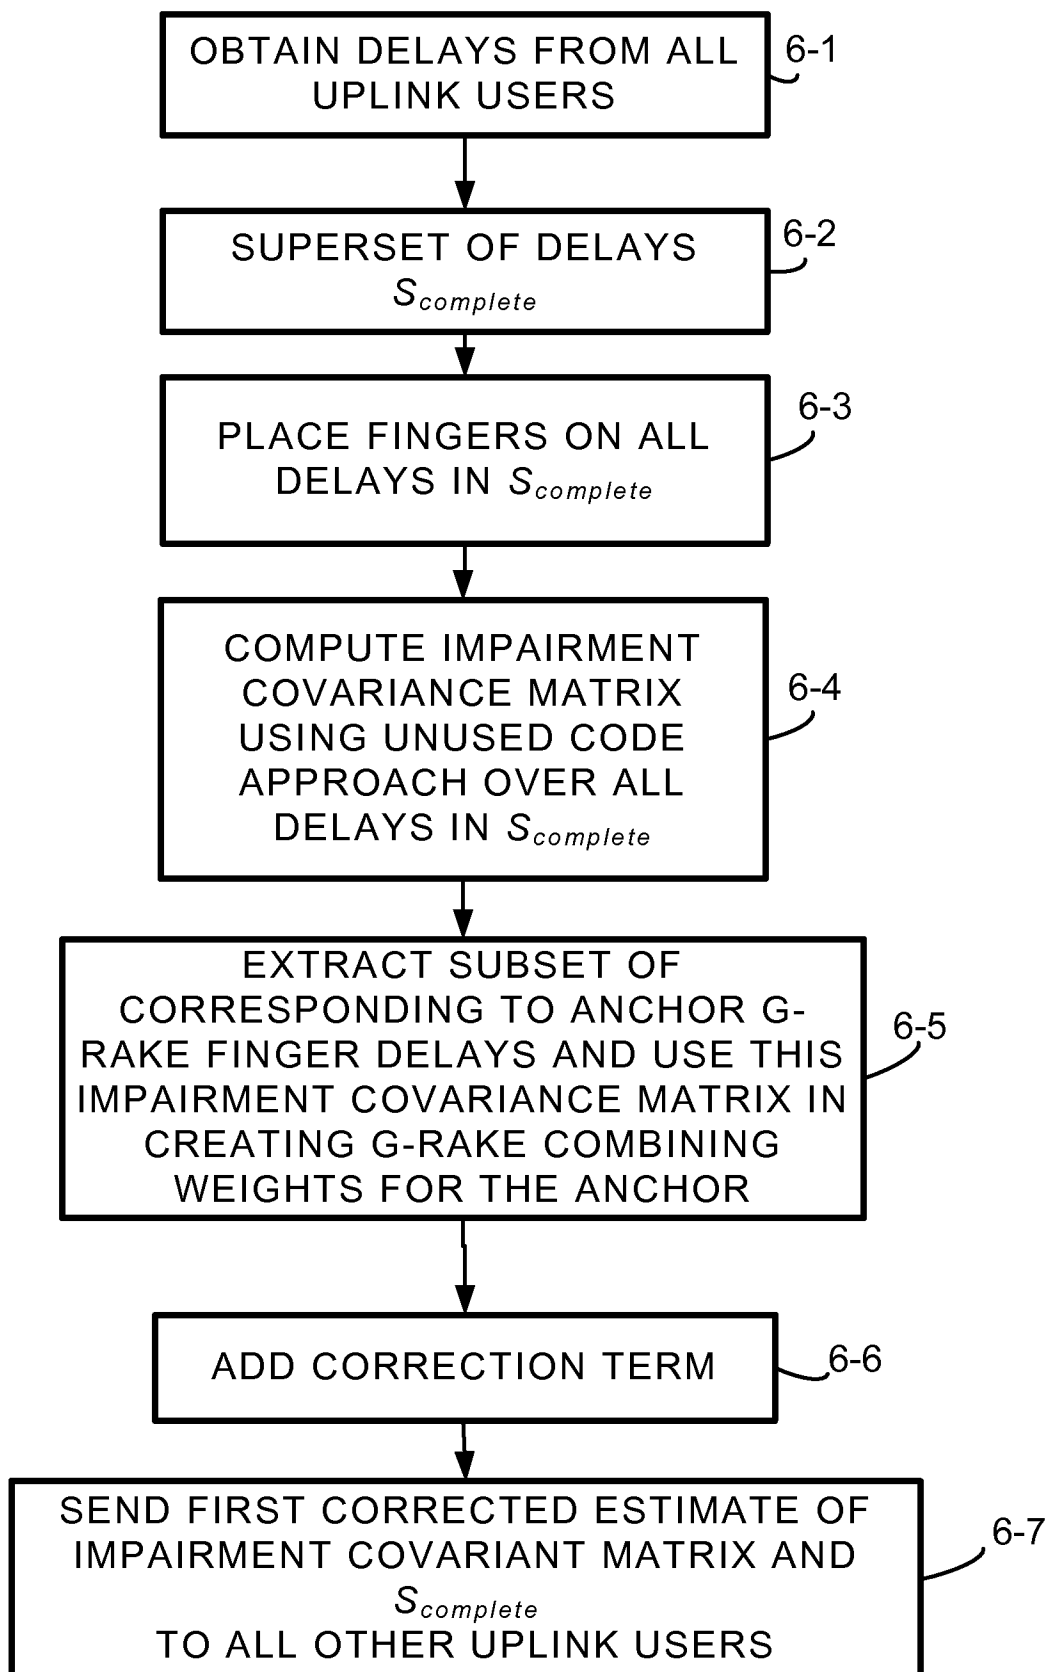 OBTAIN DELAYS FROM ALL
UPLINK USERS
6-1
SUPERSET OF DELAYS
Scomplete
6-2
PLACE FINGERS ON ALL
DELAYS IN Scomplete
6-3
COMPUTE IMPAIRMENT
COVARIANCE MATRIX
USING UNUSED CODE
APPROACH OVER ALL
DELAYS IN Scomplete
6-4
EXTRACT SUBSET OF
CORRESPONDING TO ANCHOR G-
RAKE FINGER DELAYS AND USE THIS
IMPAIRMENT COVARIANCE MATRIX IN
CREATING G-RAKE COMBINING
WEIGHTS FOR THE ANCHOR
6-5
ADD CORRECTION TERM
6-6
SEND FIRST CORRECTED ESTIMATE OF
IMPAIRMENT COVARIANT MATRIX AND
Scomplete
TO ALL OTHER UPLINK USERS
6-7